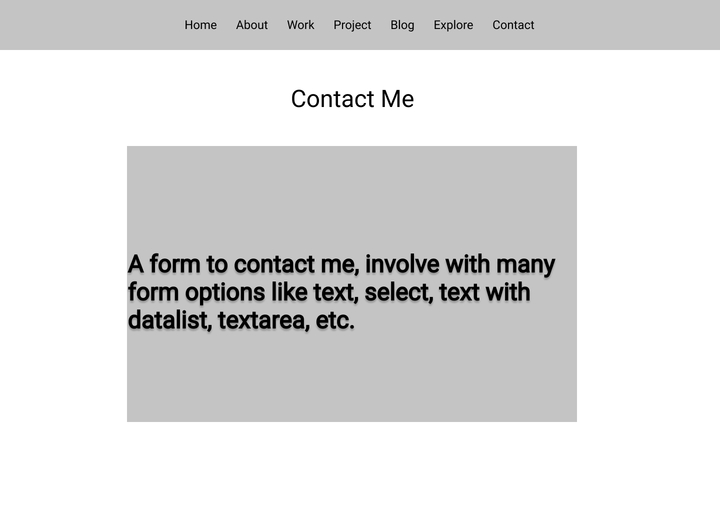 Home About Work Project Blog Explore Contact
Contact Me
A form to contact me, involve with many
form options like text, select, text with
datalist, textarea, etc.